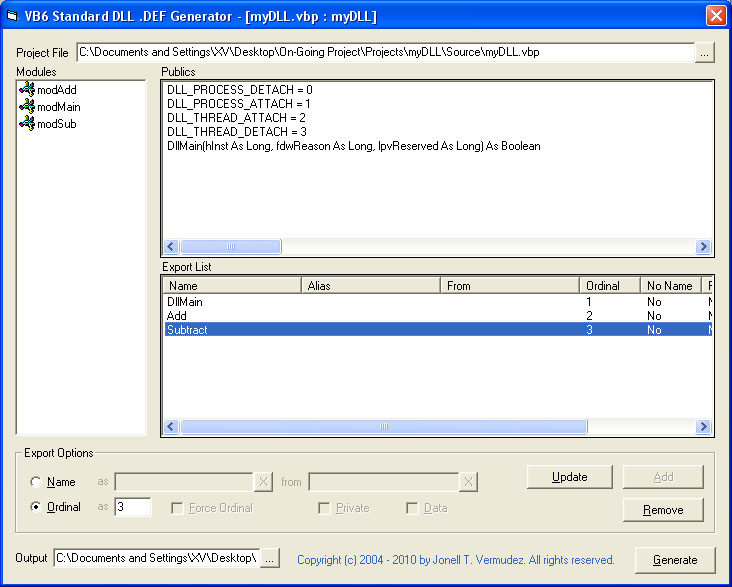 VB6 Standard DLL .DEF Generator - [myDLL.vbp : myDLL]
Project File C:\Documents and Settings\XV\Desktop\On-Going Project\Projects\myDLL\Source\myDLL.vbp ...
Modules
modAdd
modMain
modSub
Publics
DLL_PROCESS_DETACH = 0
DLL_PROCESS_ATTACH = 1
DLL_THREAD_ATTACH = 2
DLL_THREAD_DETACH = 3
DllMain(hInst As Long, fdwReason As Long, lpvReserved As Long) As Boolean
Export List
Name Alias From Ordinal No Name
DllMain 1 No
Add 2 No
Subtract 3 No
Export Options
Name as X from X Update Add
Ordinal as 3 Force Ordinal Private Data Remove
Output C:\Documents and Settings\XV\Desktop\ ... Copyright (c) 2004 - 2010 by Jonell T. Vermudez. All rights reserved. Generate